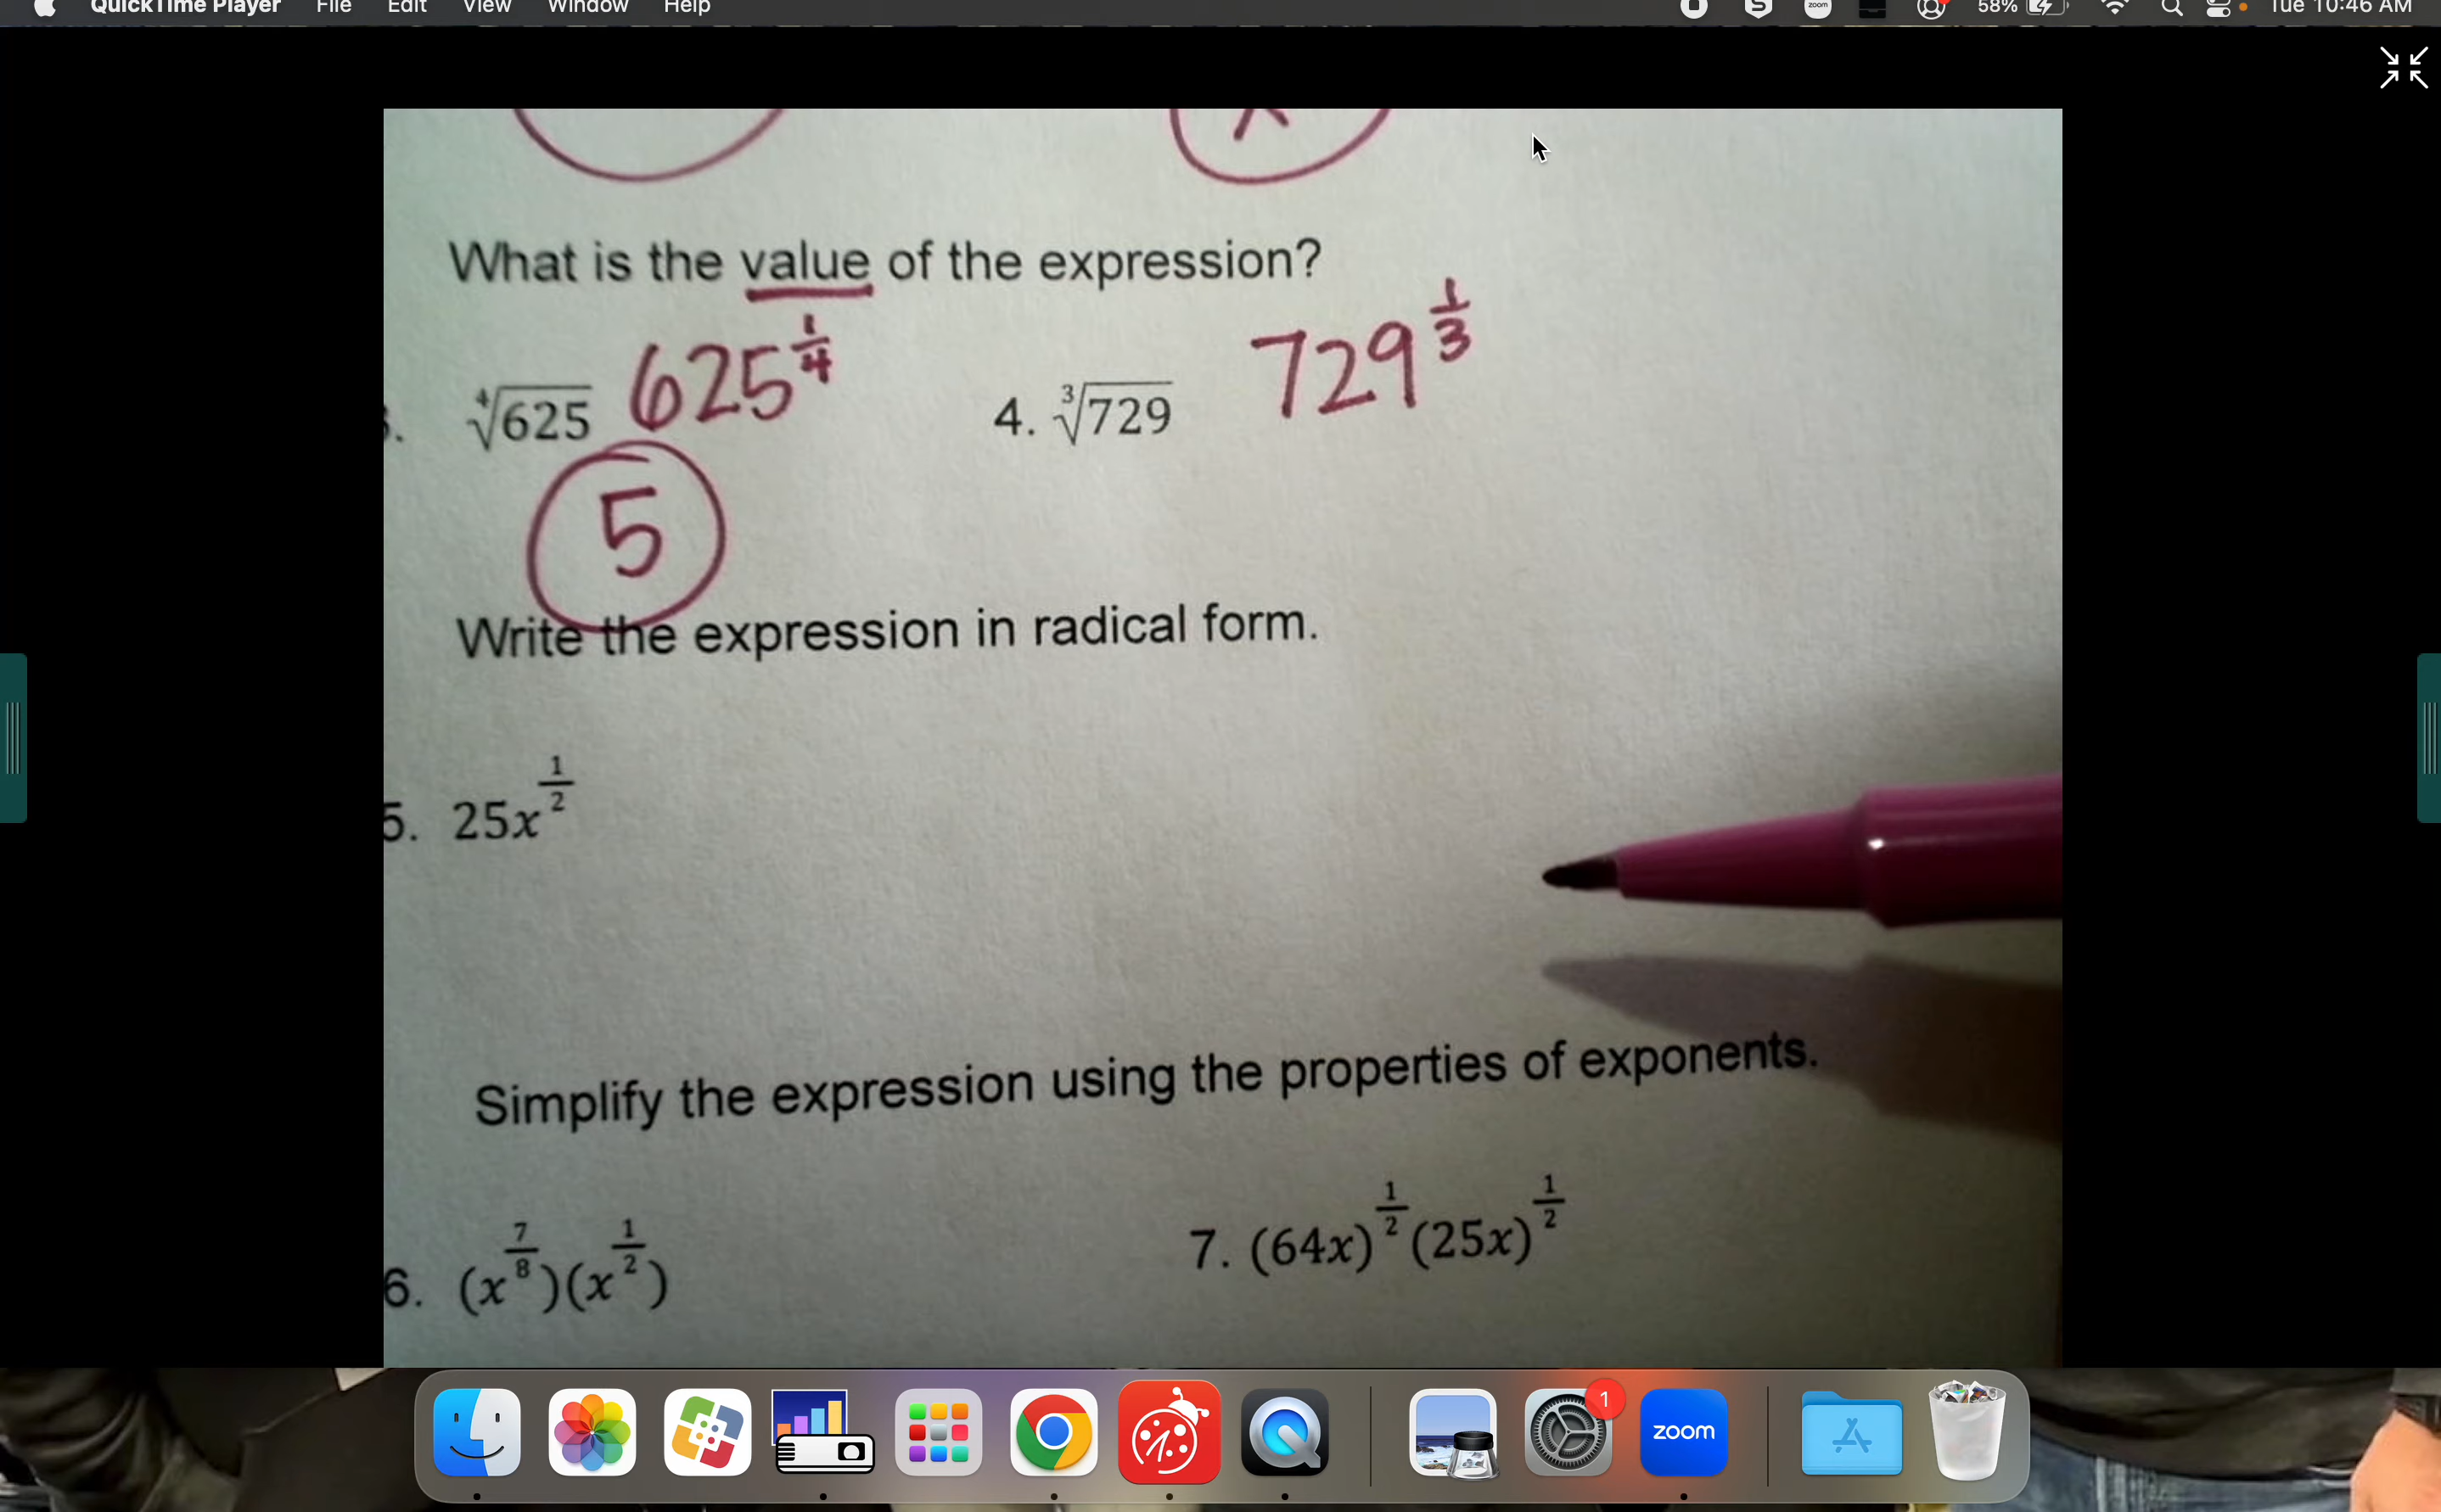 QuickTime Player File Edit View Window Help 58% Tue 10:46 AM
What is the value of the expression?
∜625 625^(1/4) 4. ∛729 729^(1/3)
5
Write the expression in radical form.
5. 25x^(1/2)
Simplify the expression using the properties of exponents.
6. (x^(7/8))(x^(1/2)) 7. (64x)^(1/2)(25x)^(1/2)
1
zoom